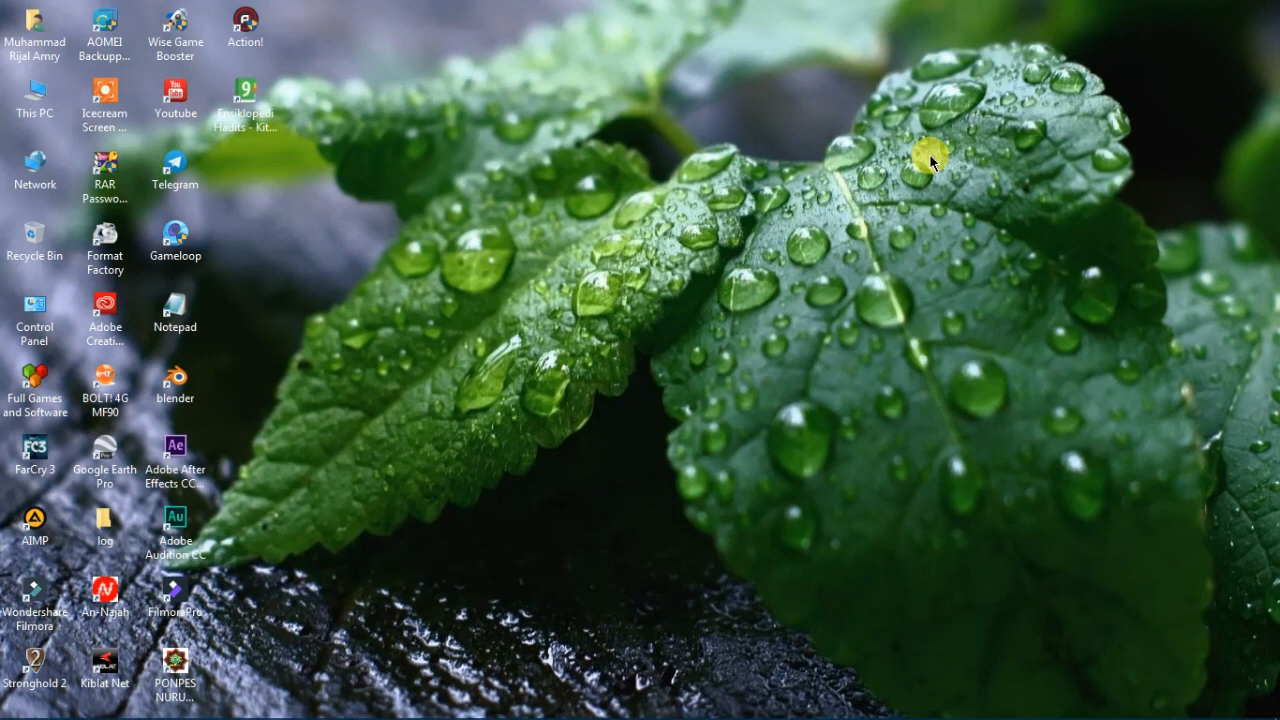 Muhammad
Rijal Amry
AOMEI
Backupp...
Wise Game
Booster
Action!
This PC
Icecream
Screen ...
Youtube
Ensiklopedi
Hadits - Kit...
Network
RAR
Passwo...
Telegram
Recycle Bin
Format
Factory
Gameloop
Control
Panel
Adobe
Creati...
Notepad
Full Games
and Software
BOLT! 4G
MF90
blender
FarCry 3
Google Earth
Pro
Adobe After
Effects CC...
AIMP
log
Adobe
Audition CC
Wondershare
Filmora
An-Najah
FilmoraPro
Stronghold 2
Kiblat Net
PONPES
NURU...